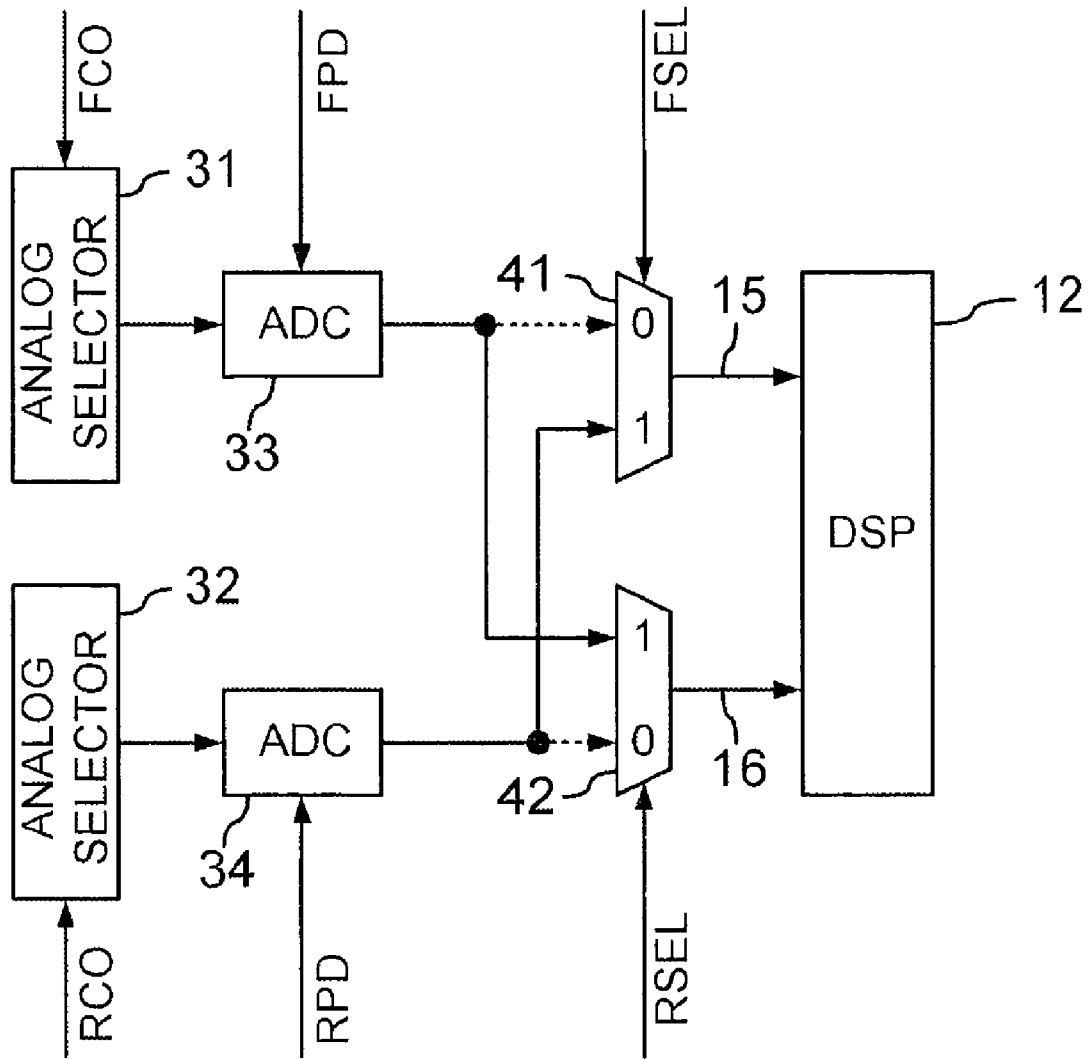 FCO
FPD
FSEL
31
ANALOG
SELECTOR
ADC
33
41
0
1
15
12
DSP
32
ANALOG
SELECTOR
ADC
34
1
0
42
16
RCO
RPD
RSEL